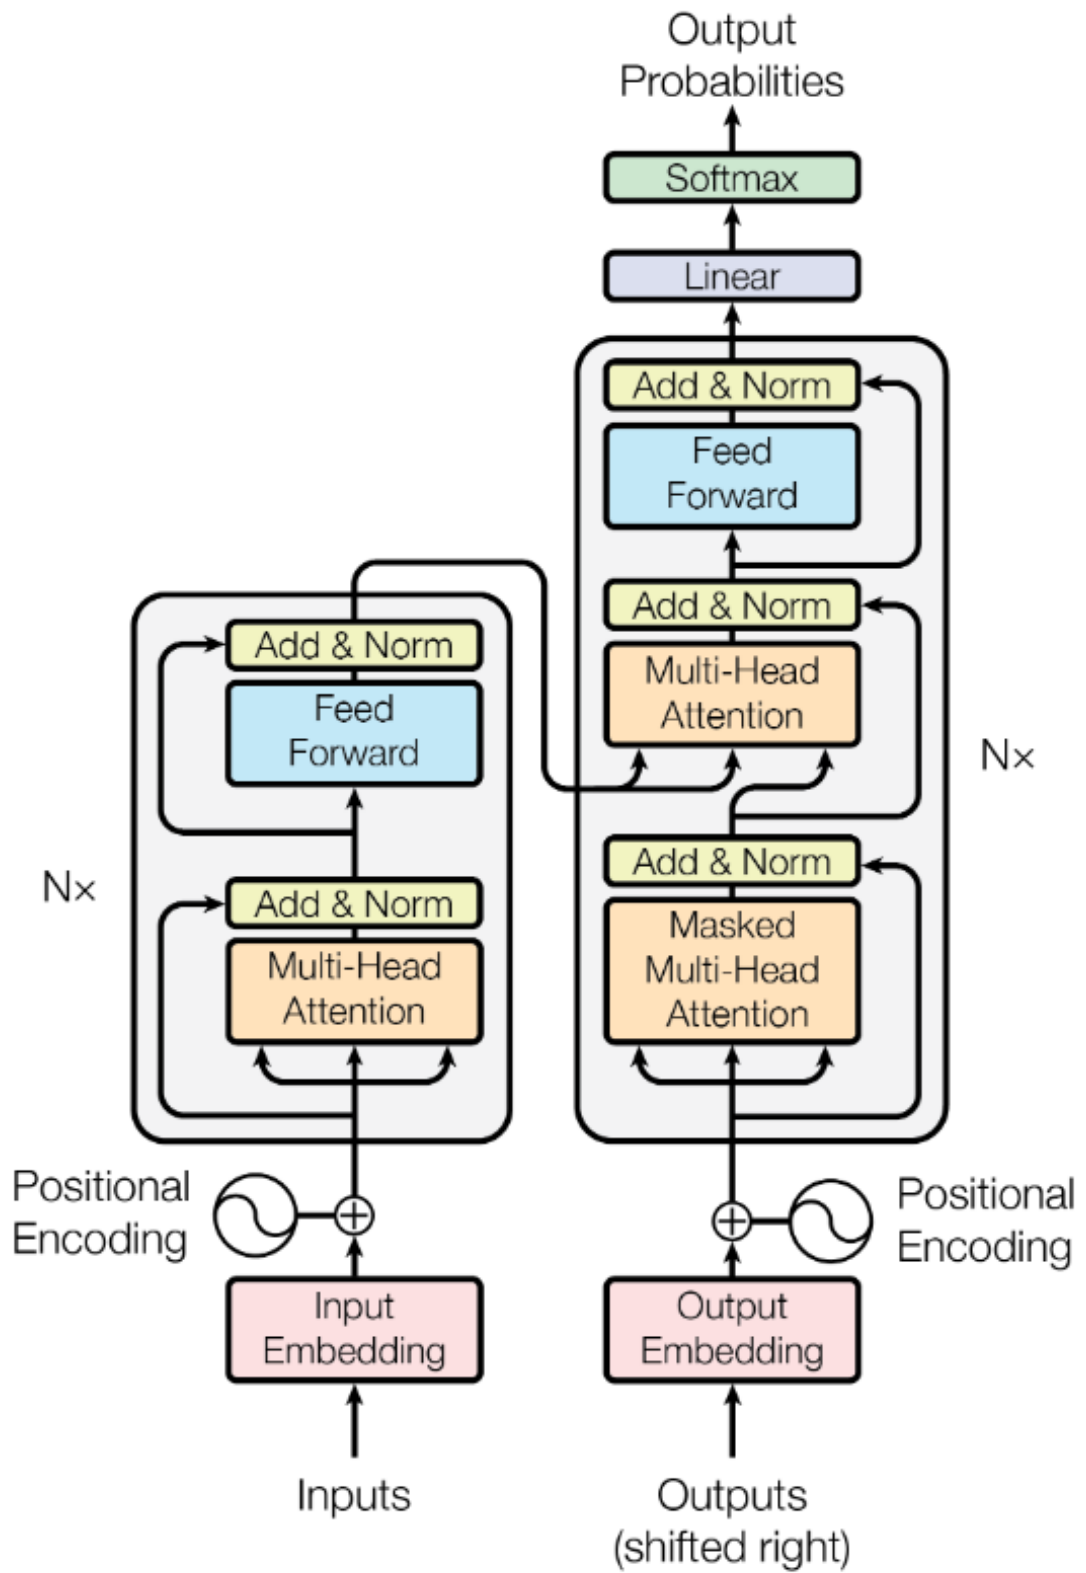 Output
Probabilities
Softmax
Linear
Add & Norm
Feed
Forward
Add & Norm
Multi-Head
Attention
Nx
Add & Norm
Masked
Multi-Head
Attention
Add & Norm
Feed
Forward
Nx
Add & Norm
Multi-Head
Attention
Positional
Encoding
Positional
Encoding
Input
Embedding
Output
Embedding
Inputs
Outputs
(shifted right)